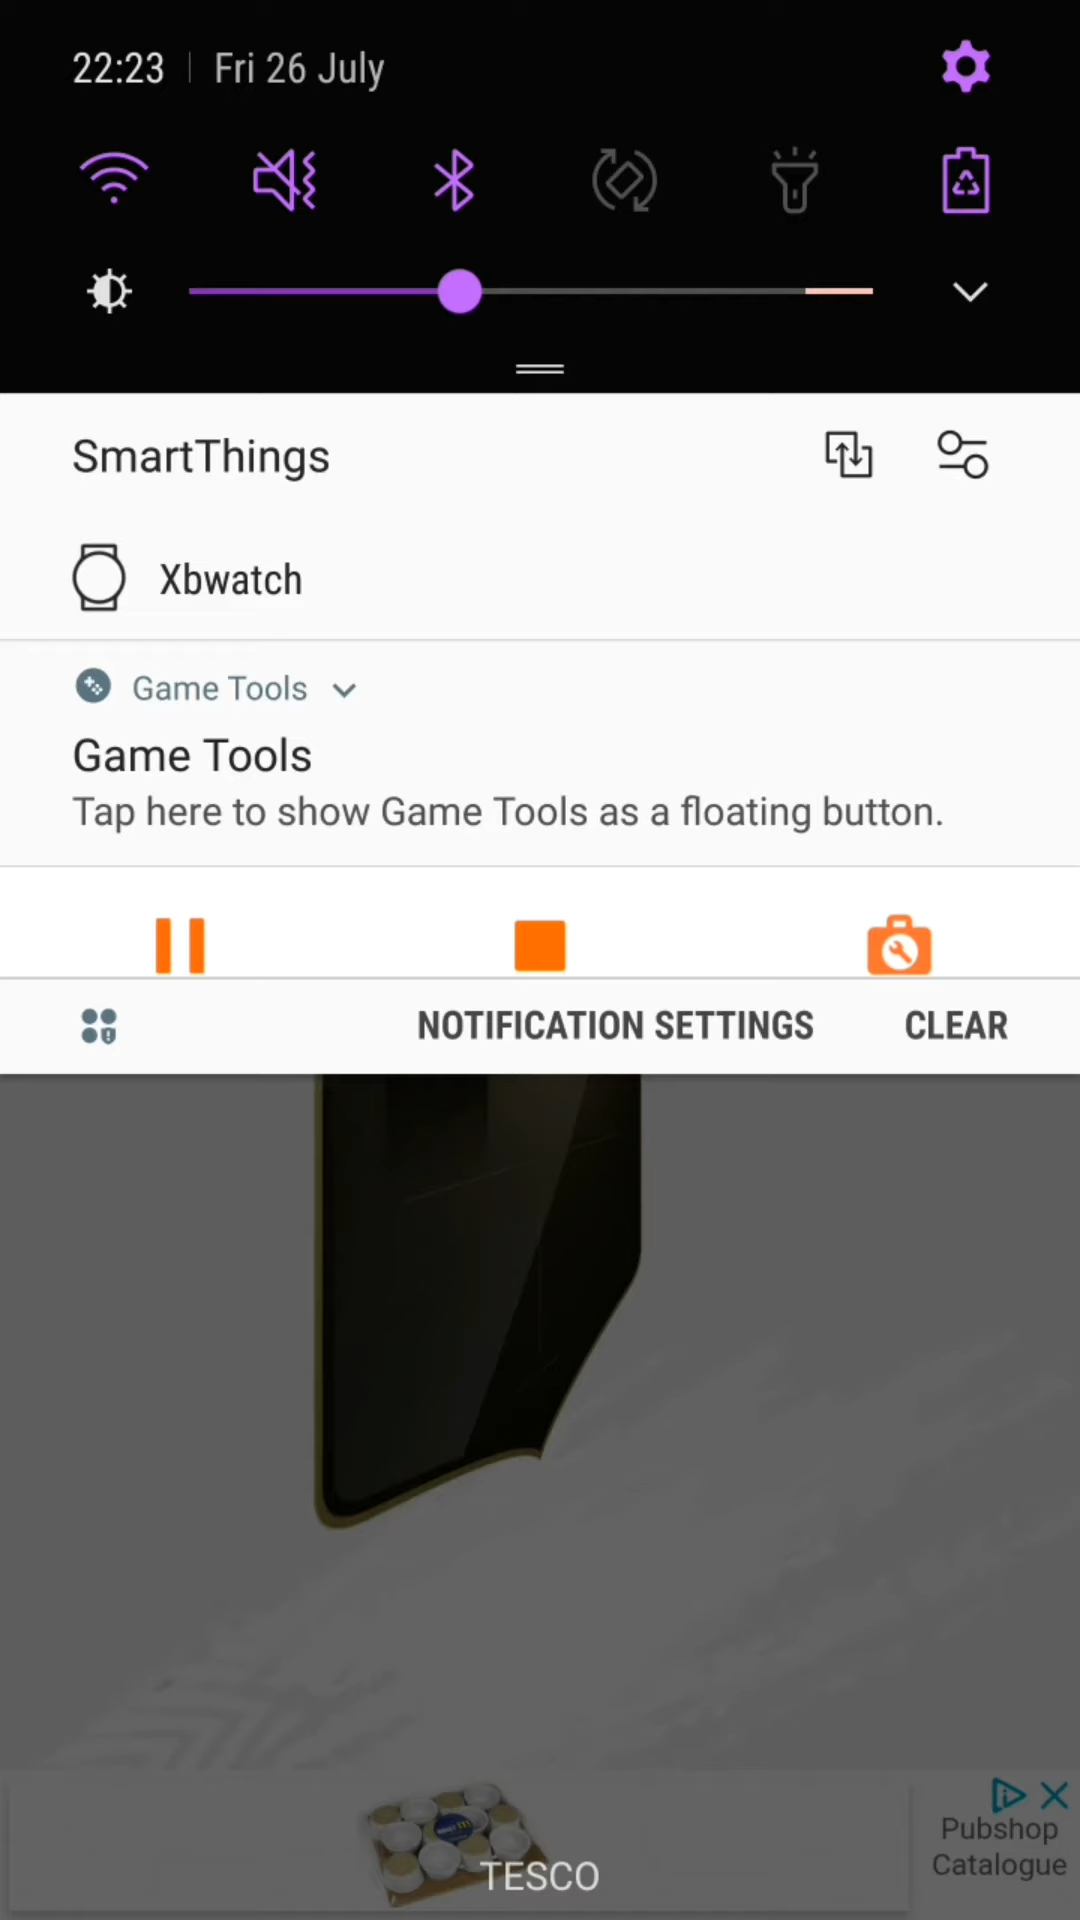 22:23 | Fri 26 July
SmartThings
Xbwatch
Game Tools
Game Tools
Tap here to show Game Tools as a floating button.
NOTIFICATION SETTINGS CLEAR
Pubshop
Catalogue
TESCO